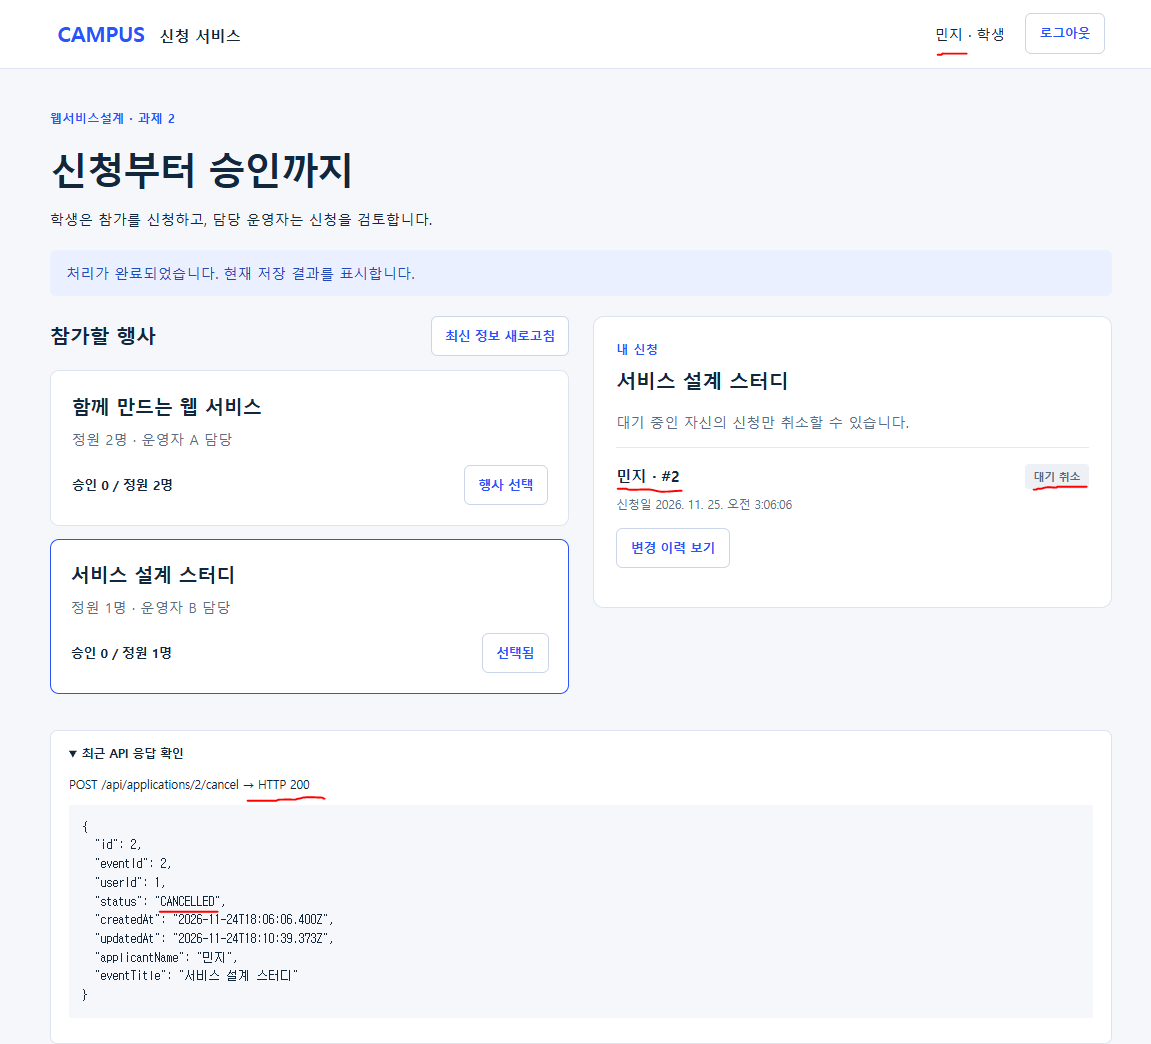 CAMPUS 신청 서비스
민지 · 학생
로그아웃
웹서비스설계 · 과제 2
신청부터 승인까지
학생은 참가를 신청하고, 담당 운영자는 신청을 검토합니다.
처리가 완료되었습니다. 현재 저장 결과를 표시합니다.
참가할 행사
최신 정보 새로고침
함께 만드는 웹 서비스
정원 2명 · 운영자 A 담당
승인 0 / 정원 2명
행사 선택
서비스 설계 스터디
정원 1명 · 운영자 B 담당
승인 0 / 정원 1명
선택됨
내 신청
서비스 설계 스터디
대기 중인 자신의 신청만 취소할 수 있습니다.
민지 · #2
대기 취소
신청일 2026. 11. 25. 오전 3:06:06
변경 이력 보기
▼ 최근 API 응답 확인
POST /api/applications/2/cancel → HTTP 200
{
"id": 2,
"eventId": 2,
"userId": 1,
"status": "CANCELLED",
"createdAt": "2026-11-24T18:06:06.400Z",
"updatedAt": "2026-11-24T18:10:39.373Z",
"applicantName": "민지",
"eventTitle": "서비스 설계 스터디"
}